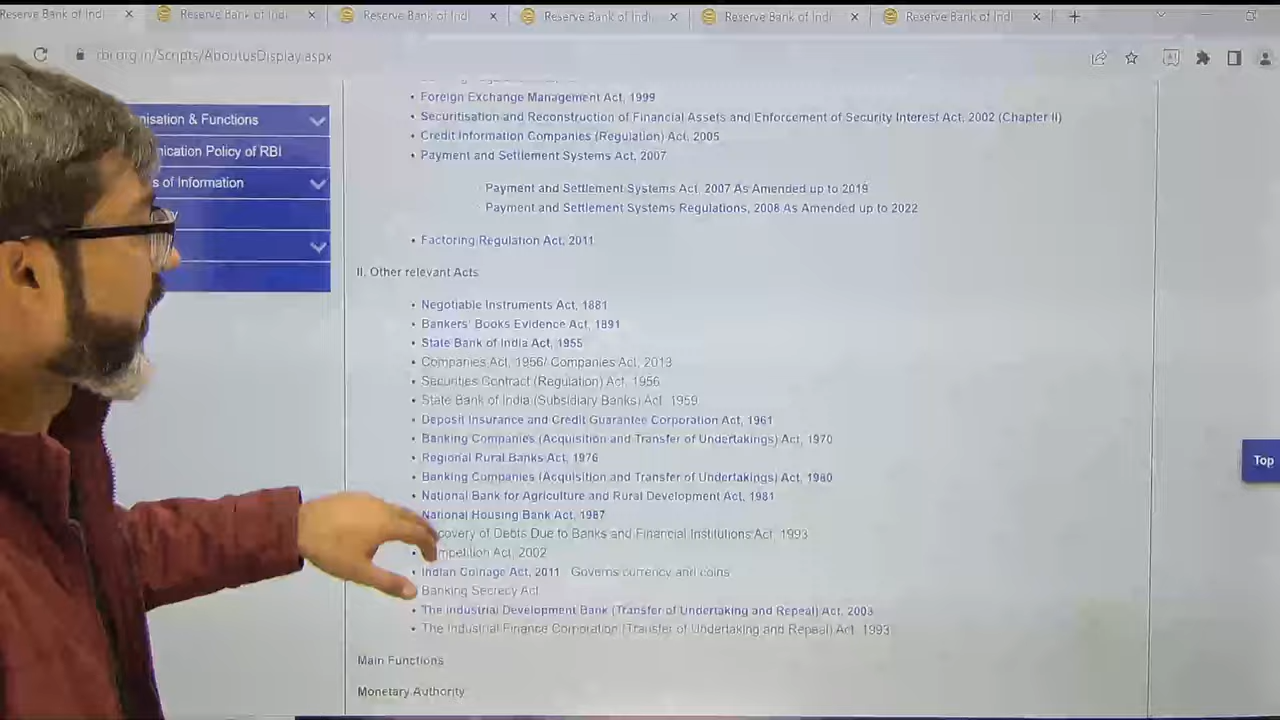 Reserve Bank of Indi
Reserve Bank of Indi
Reserve Bank of Indi
Reserve Bank of Indi
Reserve Bank of Indi
Reserve Bank of Indi
rbi.org.in/Scripts/AboutusDisplay.aspx
nisation & Functions
nication Policy of RBI
s of Information
• Foreign Exchange Management Act, 1999
• Securitisation and Reconstruction of Financial Assets and Enforcement of Security Interest Act, 2002 (Chapter II)
• Credit Information Companies (Regulation) Act, 2005
• Payment and Settlement Systems Act, 2007
Payment and Settlement Systems Act, 2007 As Amended up to 2019
Payment and Settlement Systems Regulations, 2008 As Amended up to 2022
• Factoring Regulation Act, 2011
II. Other relevant Acts
• Negotiable Instruments Act, 1881
• Bankers' Books Evidence Act, 1891
• State Bank of India Act, 1955
• Companies Act, 1956/ Companies Act, 2013
• Securities Contract (Regulation) Act, 1956
• State Bank of India (Subsidiary Banks) Act, 1959
• Deposit Insurance and Credit Guarantee Corporation Act, 1961
• Banking Companies (Acquisition and Transfer of Undertakings) Act, 1970
• Regional Rural Banks Act, 1976
• Banking Companies (Acquisition and Transfer of Undertakings) Act, 1980
• National Bank for Agriculture and Rural Development Act, 1981
National Housing Bank Act, 1987
covery of Debts Due to Banks and Financial Institutions Act, 1993
• mpetition Act, 2002
• Indian Coinage Act, 2011 Governs currency and coins
• Banking Secrecy Act
• The Industrial Development Bank (Transfer of Undertaking and Repeal) Act, 2003
• The Industrial Finance Corporation (Transfer of Undertaking and Repeal) Act, 1993
Main Functions
Monetary Authority
Top